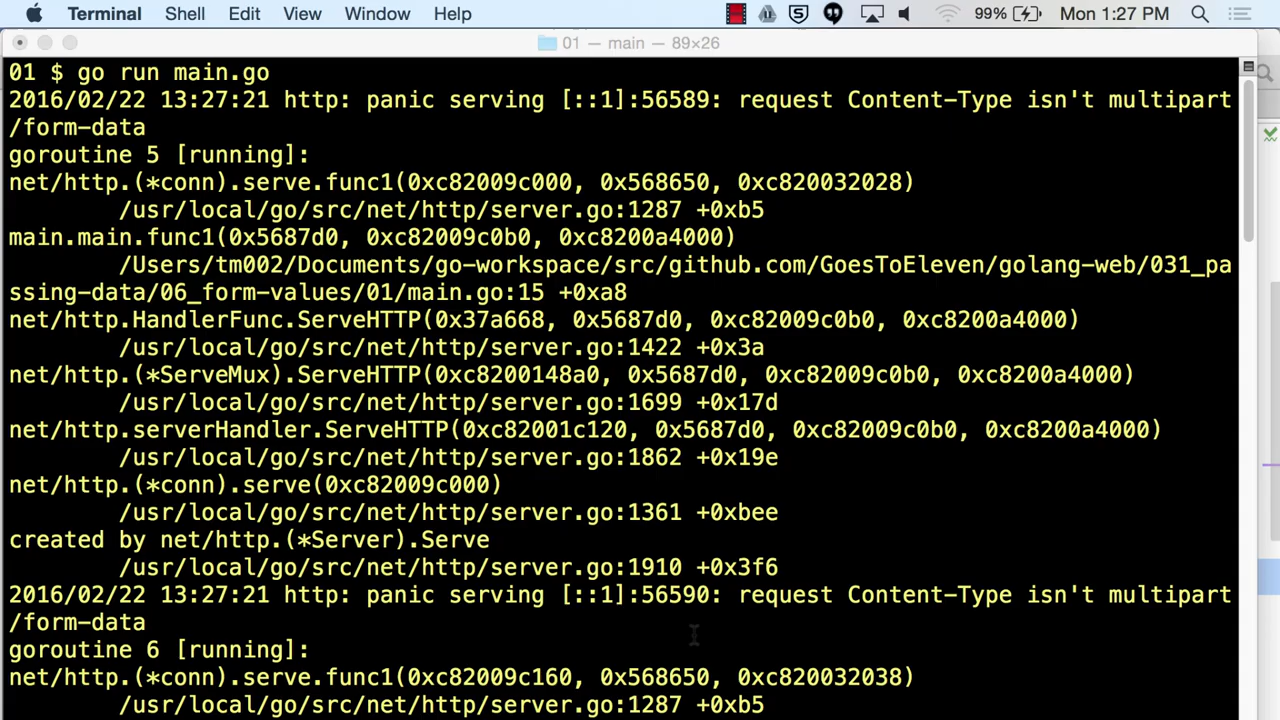 Terminal Shell Edit View Window Help 99% Mon 1:27 PM
01 — main — 89×26
01 $ go run main.go
2016/02/22 13:27:21 http: panic serving [::1]:56589: request Content-Type isn't multipart
/form-data
goroutine 5 [running]:
net/http.(*conn).serve.func1(0xc82009c000, 0x568650, 0xc820032028)
/usr/local/go/src/net/http/server.go:1287 +0xb5
main.main.func1(0x5687d0, 0xc82009c0b0, 0xc8200a4000)
/Users/tm002/Documents/go-workspace/src/github.com/GoesToEleven/golang-web/031_pa
ssing-data/06_form-values/01/main.go:15 +0xa8
net/http.HandlerFunc.ServeHTTP(0x37a668, 0x5687d0, 0xc82009c0b0, 0xc8200a4000)
/usr/local/go/src/net/http/server.go:1422 +0x3a
net/http.(*ServeMux).ServeHTTP(0xc8200148a0, 0x5687d0, 0xc82009c0b0, 0xc8200a4000)
/usr/local/go/src/net/http/server.go:1699 +0x17d
net/http.serverHandler.ServeHTTP(0xc82001c120, 0x5687d0, 0xc82009c0b0, 0xc8200a4000)
/usr/local/go/src/net/http/server.go:1862 +0x19e
net/http.(*conn).serve(0xc82009c000)
/usr/local/go/src/net/http/server.go:1361 +0xbee
created by net/http.(*Server).Serve
/usr/local/go/src/net/http/server.go:1910 +0x3f6
2016/02/22 13:27:21 http: panic serving [::1]:56590: request Content-Type isn't multipart
/form-data
goroutine 6 [running]:
net/http.(*conn).serve.func1(0xc82009c160, 0x568650, 0xc820032038)
/usr/local/go/src/net/http/server.go:1287 +0xb5